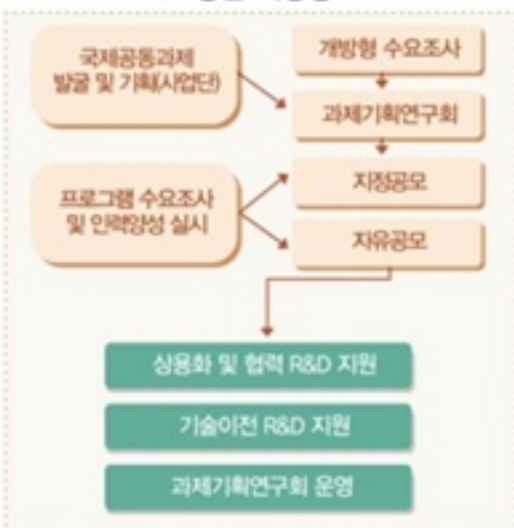 국제공동과제
발굴 및 기획(사업단)
개방형 수요조사
과제기획연구회
프로그램 수요조사
및 인력양성 실시
지정공모
자유공모
상용화 및 협력 R&D 지원
기술이전 R&D 지원
과제기획연구회 운영